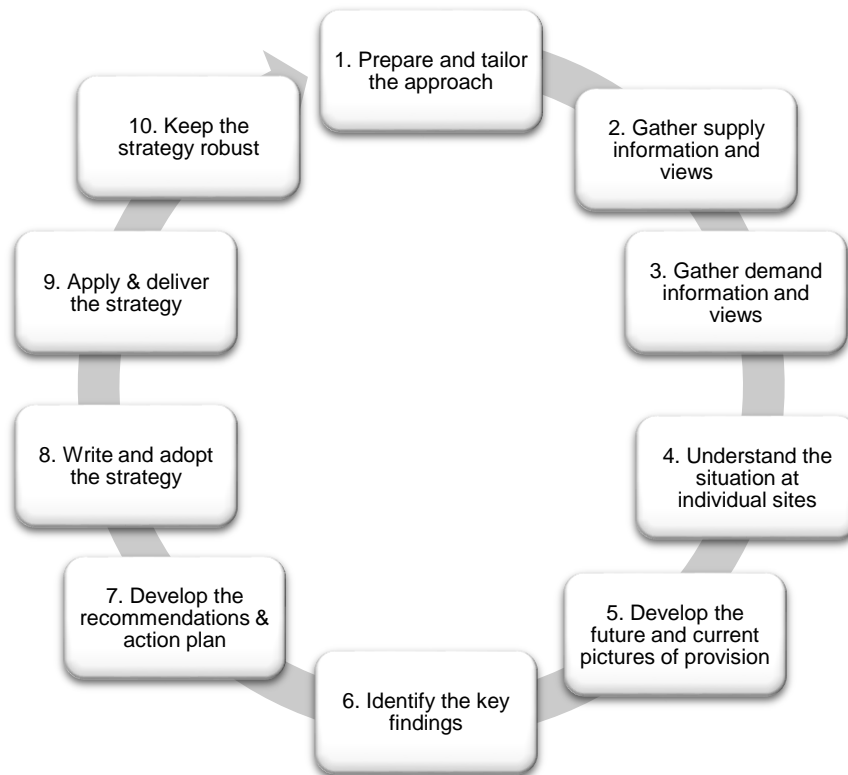 1. Prepare and tailor
the approach
2. Gather supply
information and
views
3. Gather demand
information and
views
4. Understand the
situation at
individual sites
5. Develop the
future and current
pictures of provision
6. Identify the key
findings
7. Develop the
recommendations &
action plan
8. Write and adopt
the strategy
9. Apply & deliver
the strategy
10. Keep the
strategy robust